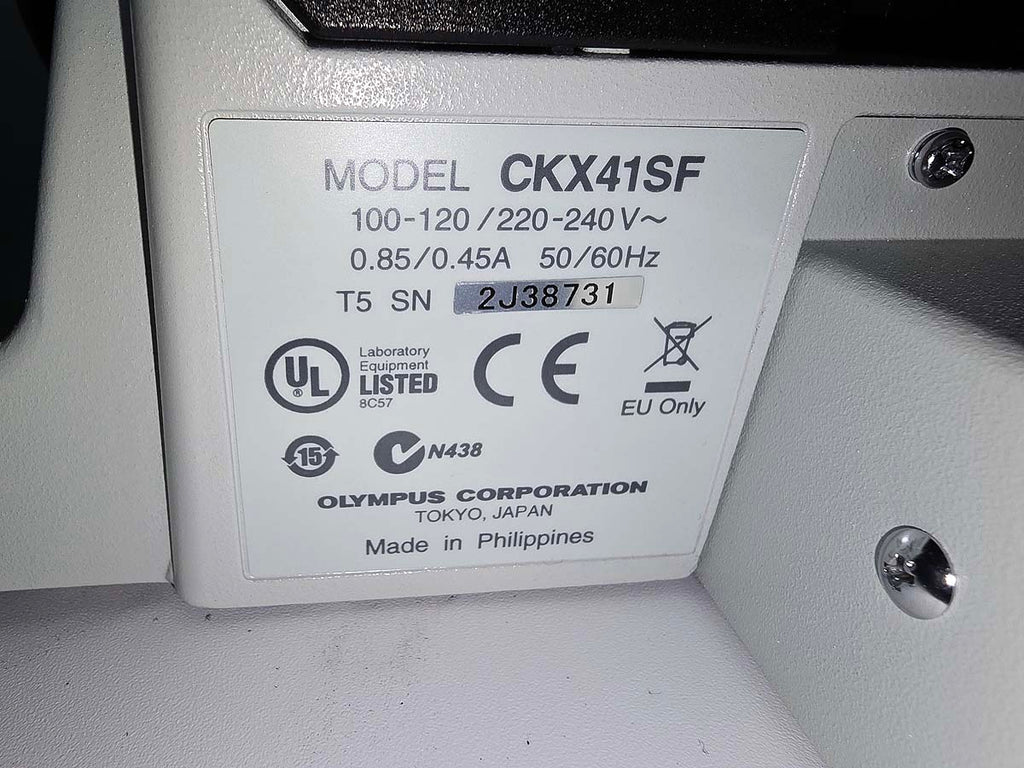 MODEL CKX41SF
100-120/220-240V~
0.85/0.45A 50/60Hz
T5 SN 2J38731
UL®
Laboratory
Equipment
LISTED
8C57
CE
EU Only
15
N438
OLYMPUS CORPORATION
TOKYO, JAPAN
Made in Philippines